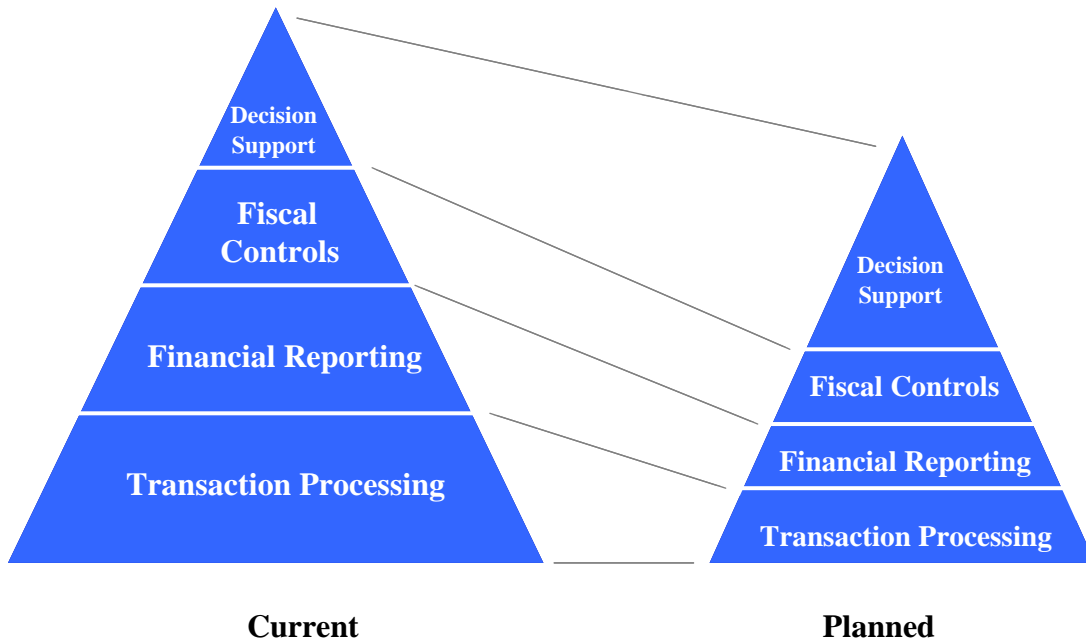 Decision
Support
Fiscal
Controls
Financial Reporting
Transaction Processing
Current
Decision
Support
Fiscal Controls
Financial Reporting
Transaction Processing
Planned